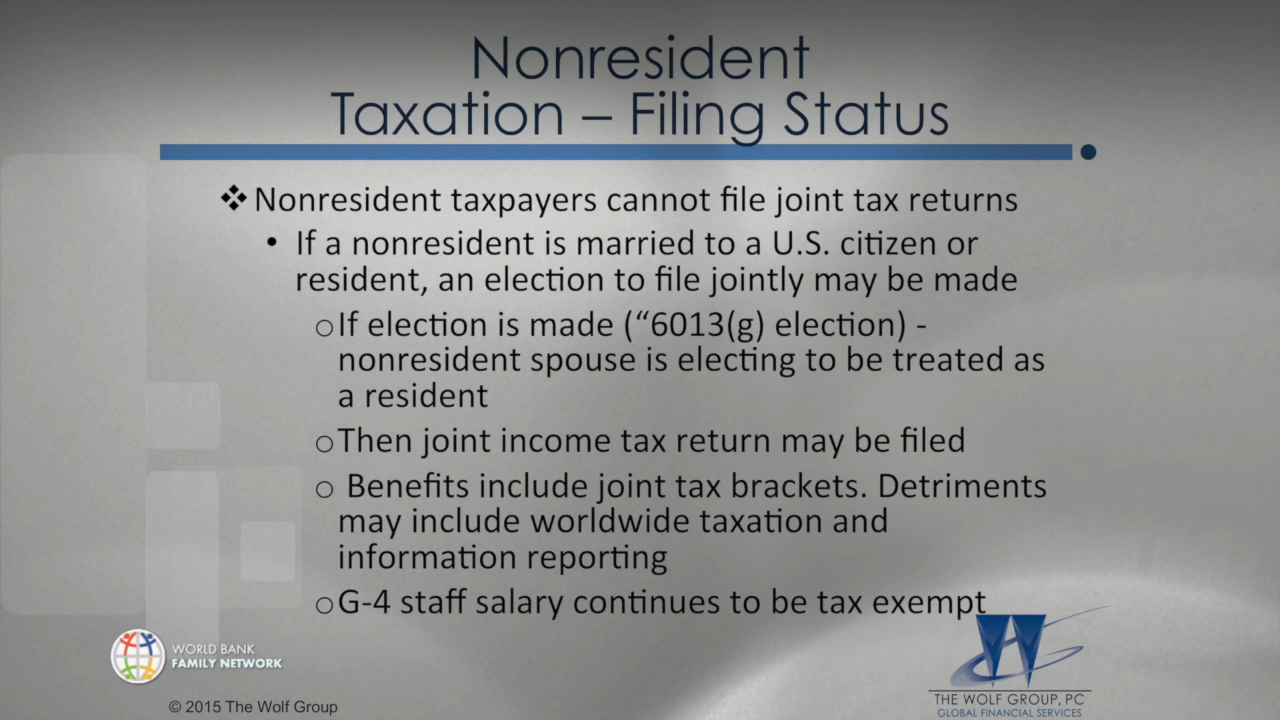 Nonresident
Taxation – Filing Status
❖ Nonresident taxpayers cannot file joint tax returns
• If a nonresident is married to a U.S. citizen or
resident, an election to file jointly may be made
o If election is made (“6013(g) election) -
nonresident spouse is electing to be treated as
a resident
o Then joint income tax return may be filed
o Benefits include joint tax brackets. Detriments
may include worldwide taxation and
information reporting
o G-4 staff salary continues to be tax exempt
WORLD BANK
FAMILY NETWORK
© 2015 The Wolf Group
W
THE WOLF GROUP, PC
GLOBAL FINANCIAL SERVICES